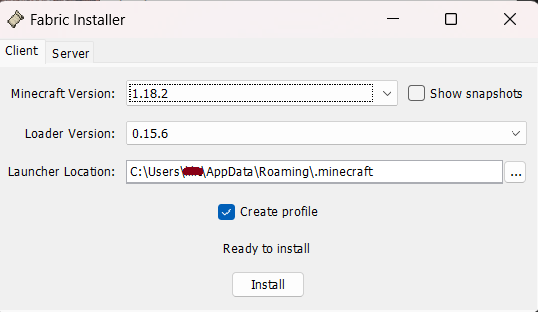 Fabric Installer
Client Server
Minecraft Version: 1.18.2 Show snapshots
Loader Version: 0.15.6
Launcher Location: C:\Users\ \AppData\Roaming\.minecraft ...
Create profile
Ready to install
Install